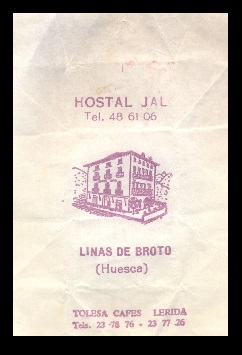 HOSTAL JAL
Tel. 48 61 06
LINAS DE BROTO
(Huesca)
TOLESA CAFES LERIDA
Tels. 23 78 76 - 23 77 26